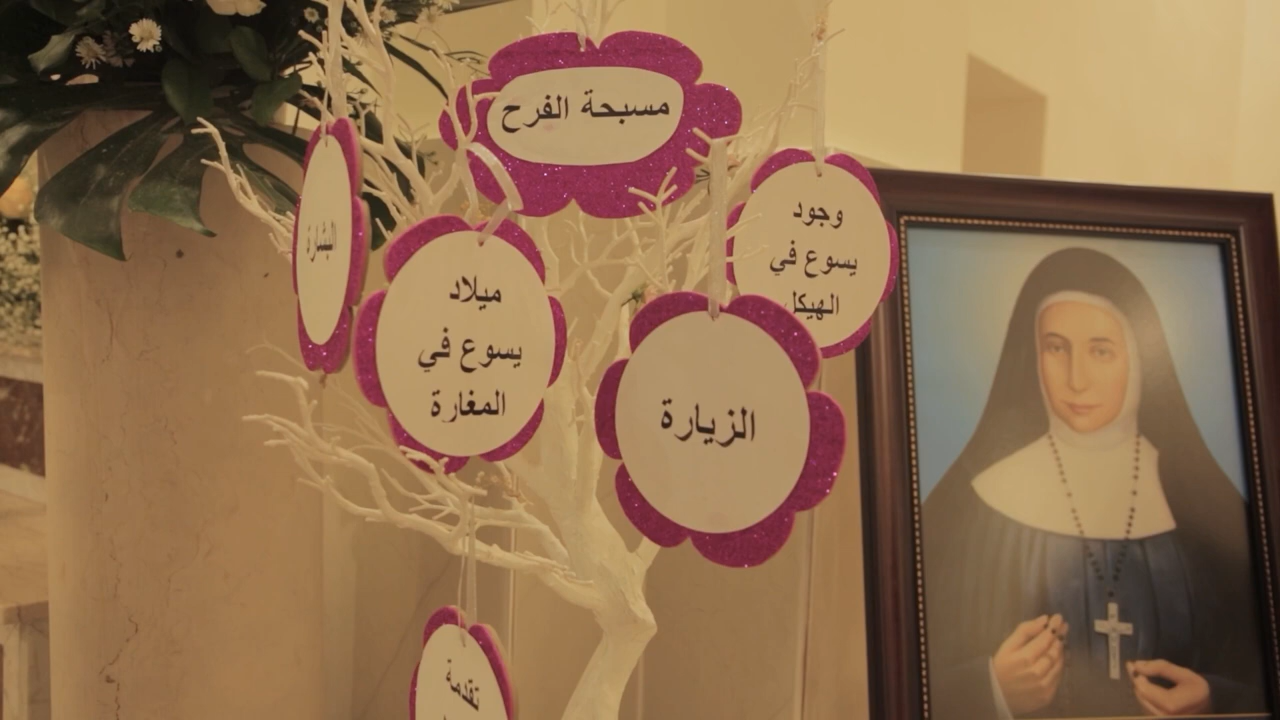 مسبحة الفرح
البشارة
الزيارة
ميلاد
يسوع في
المغارة
تقدمة
وجود
يسوع في
الهيكل